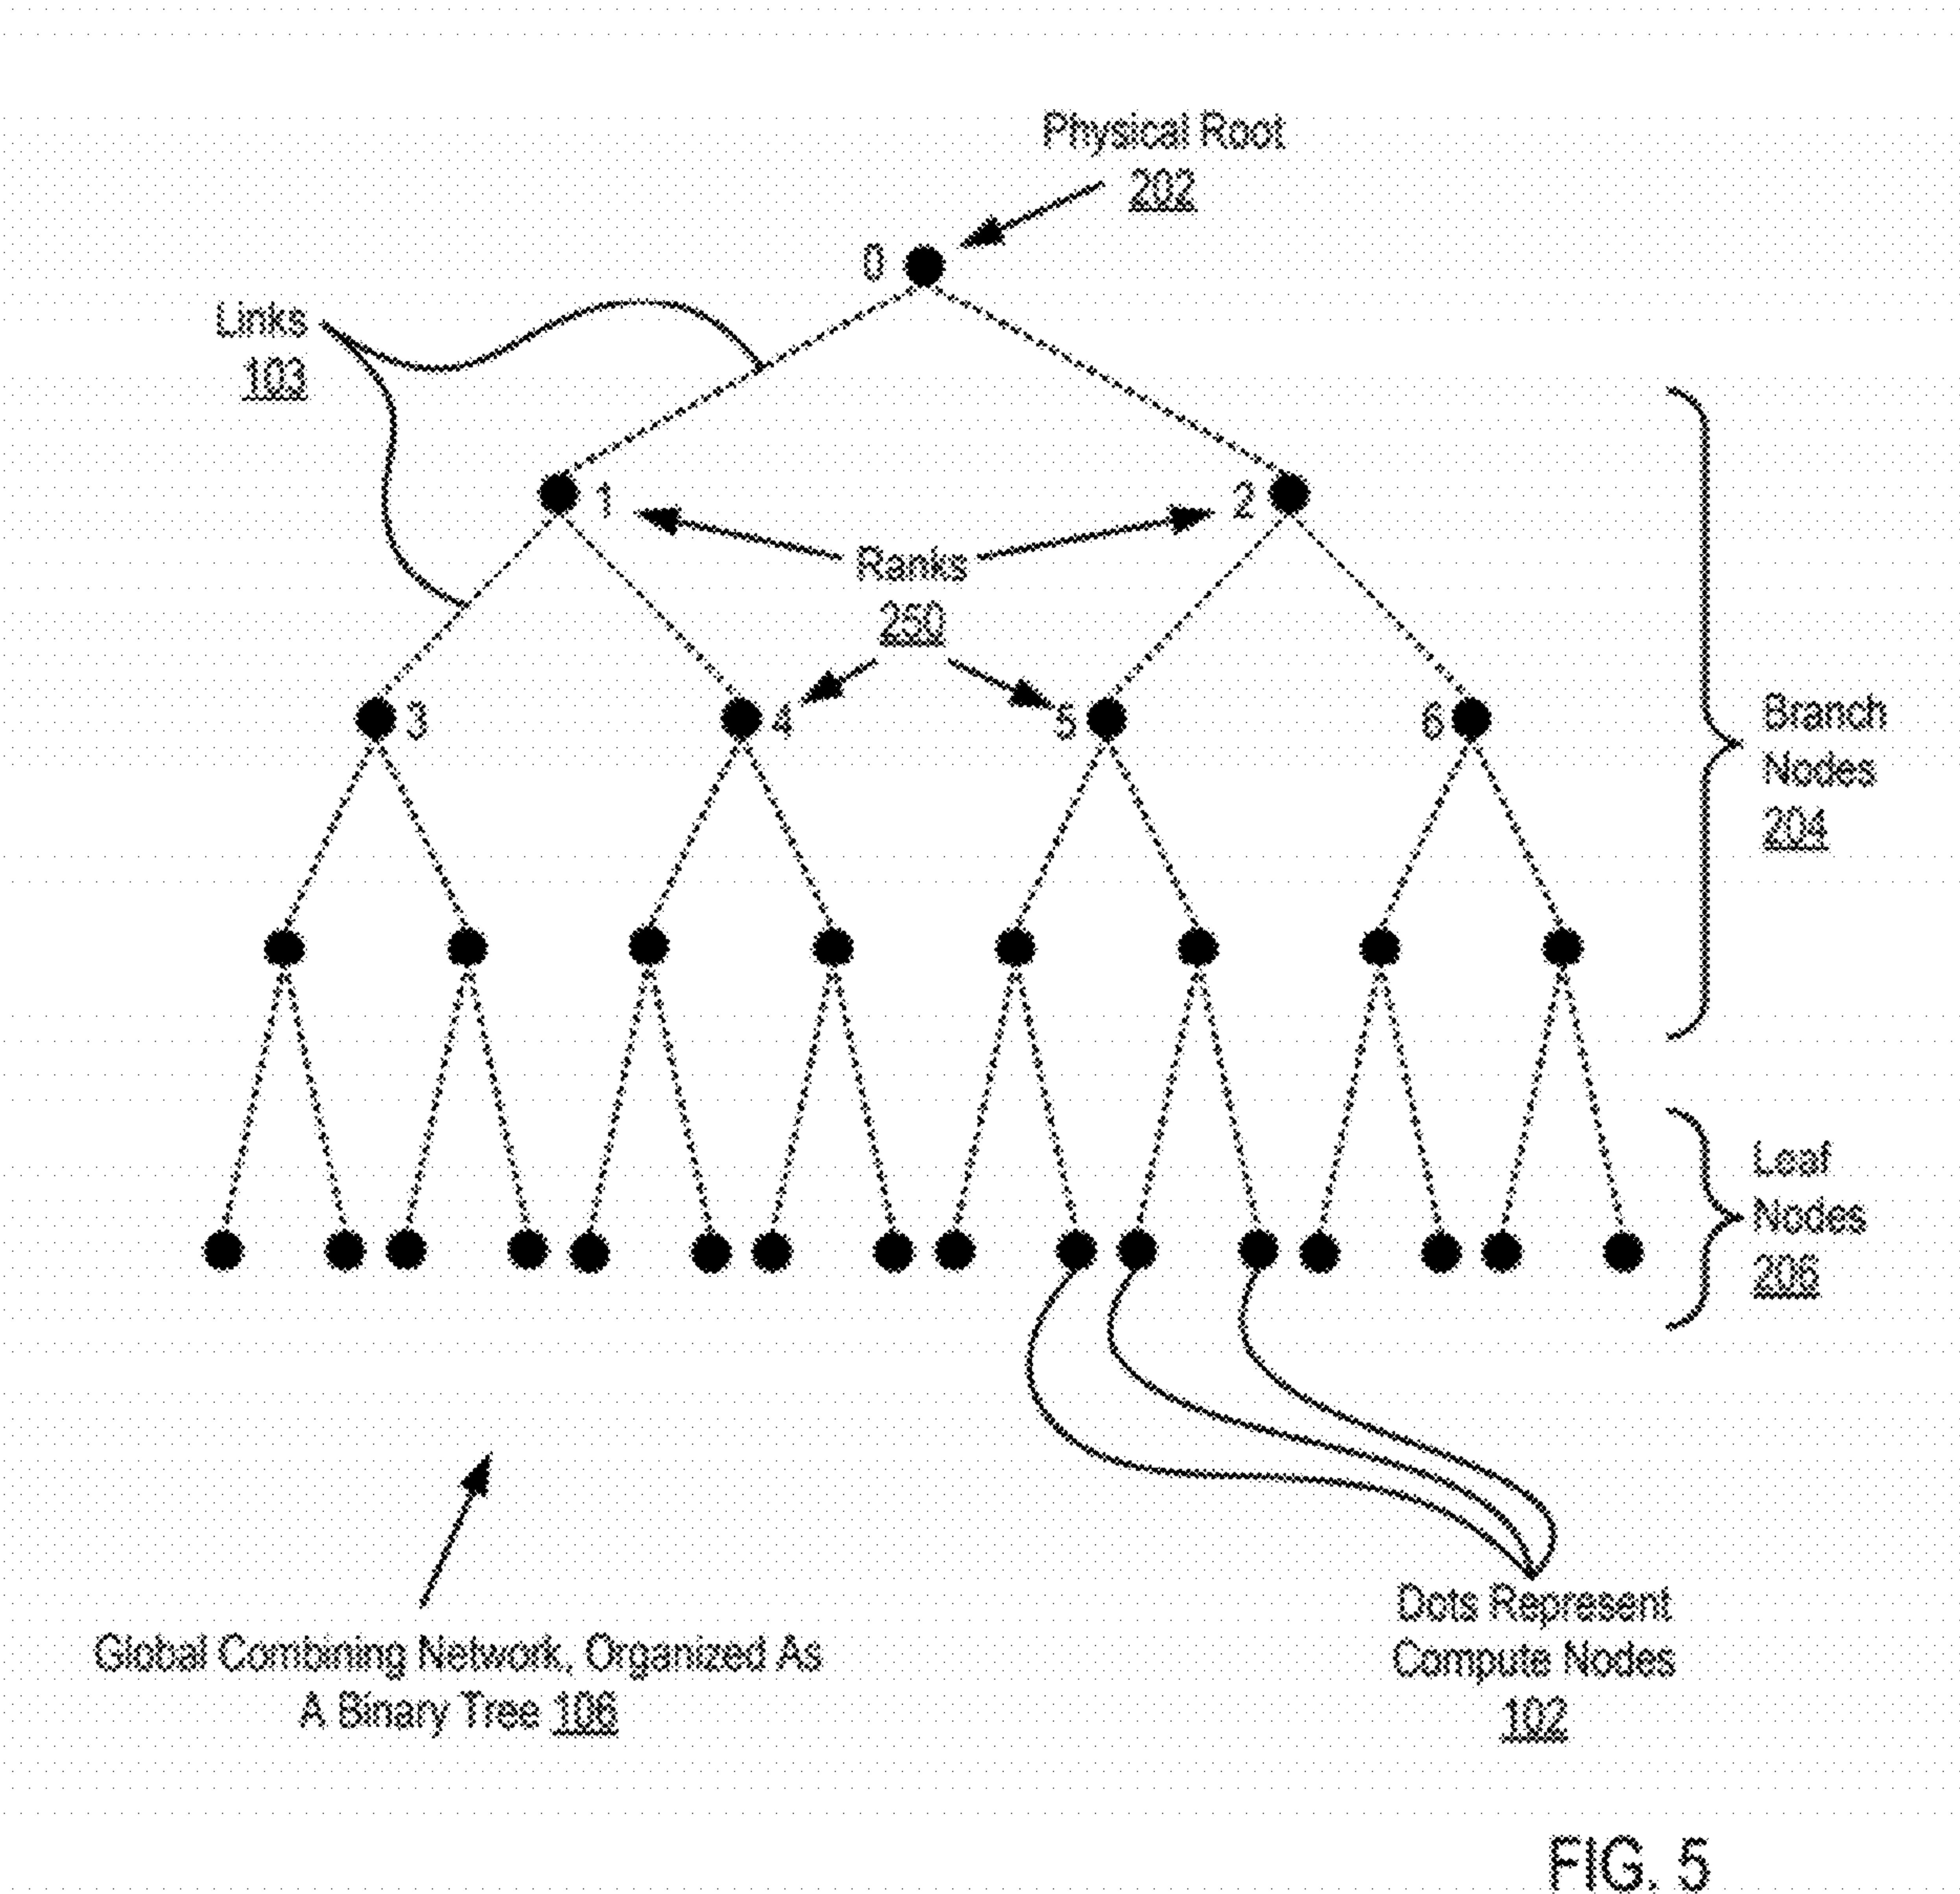 Physical Root
202
0
Links
103
1
2
Ranks
250
3
4
5
6
Branch
Nodes
204
Leaf
Nodes
206
Dots Represent
Compute Nodes
102
Global Combining Network, Organized As
A Binary Tree 106
FIG. 5